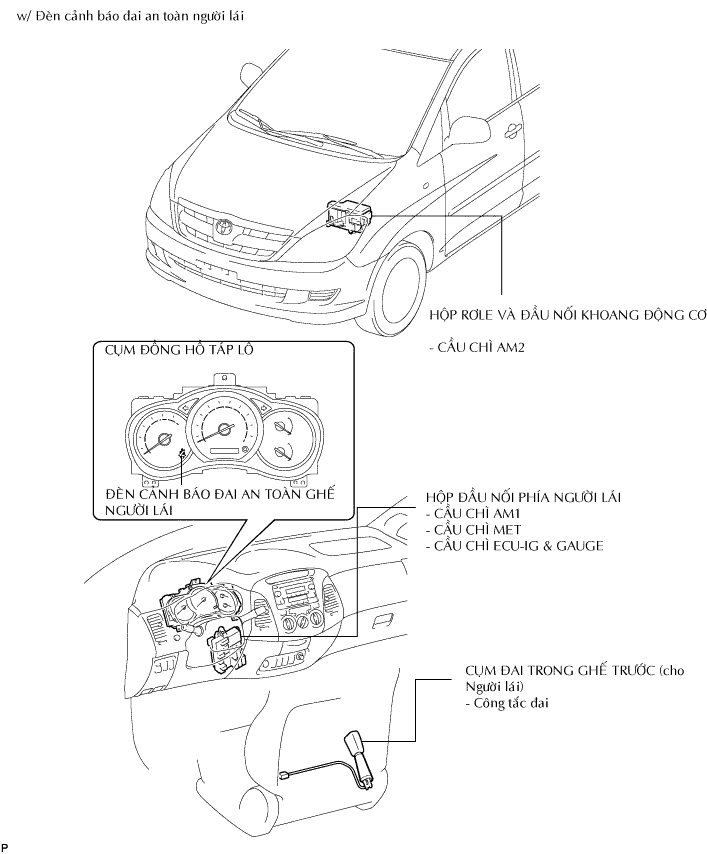 w/ Đèn cảnh báo đai an toàn người lái
HỘP RƠLE VÀ ĐẦU NỐI KHOANG ĐỘNG CƠ
- CẦU CHÌ AM2
CỤM ĐỒNG HỒ TÁP LÔ
ĐÈN CẢNH BÁO ĐAI AN TOÀN GHẾ
NGƯỜI LÁI
HỘP ĐẦU NỐI PHÍA NGƯỜI LÁI
- CẦU CHÌ AM1
- CẦU CHÌ MET
- CẦU CHÌ ECU-IG & GAUGE
CỤM ĐAI TRONG GHẾ TRƯỚC (cho
Người lái)
- Công tắc đai
P